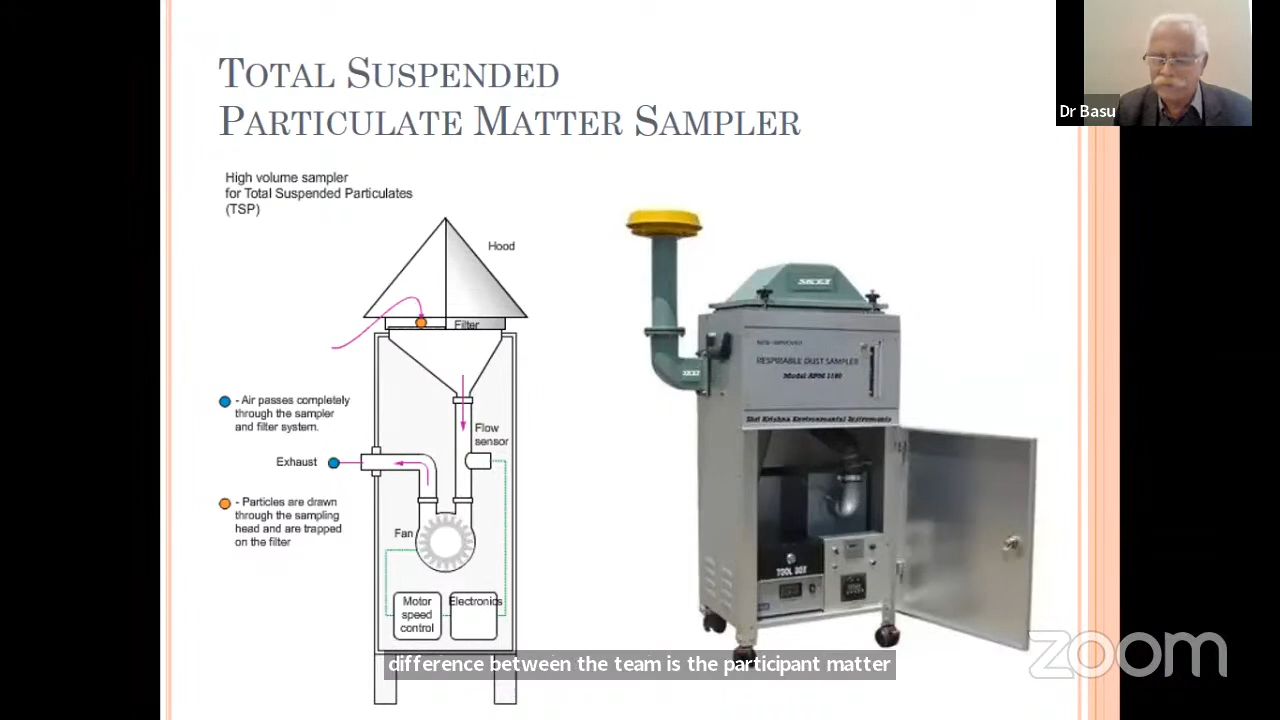 TOTAL SUSPENDED
PARTICULATE MATTER SAMPLER
Dr Basu
High volume sampler
for Total Suspended Particulates
(TSP)
Hood
Filter
- Air passes completely
through the sampler
and filter system.
Flow
sensor
Exhaust
- Particles are drawn
through the sampling
head and are trapped
on the filter
Fan
Motor
speed
control
Electronics
RESPIRABLE DUST SAMPLER
Shri Krishna Environmental Instruments
TOOL BOX
difference between the team is the participant matter
zoom